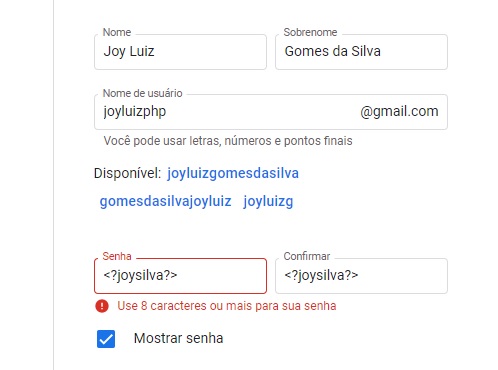 Nome Sobrenome
Joy Luiz Gomes da Silva
Nome de usuário
joyluizphp @gmail.com
Você pode usar letras, números e pontos finais
Disponível: joyluizgomesdasilva
gomesdasilvajoyluiz joyluizg
Senha Confirmar
<?joysilva?> <?joysilva?>
Use 8 caracteres ou mais para sua senha
Mostrar senha